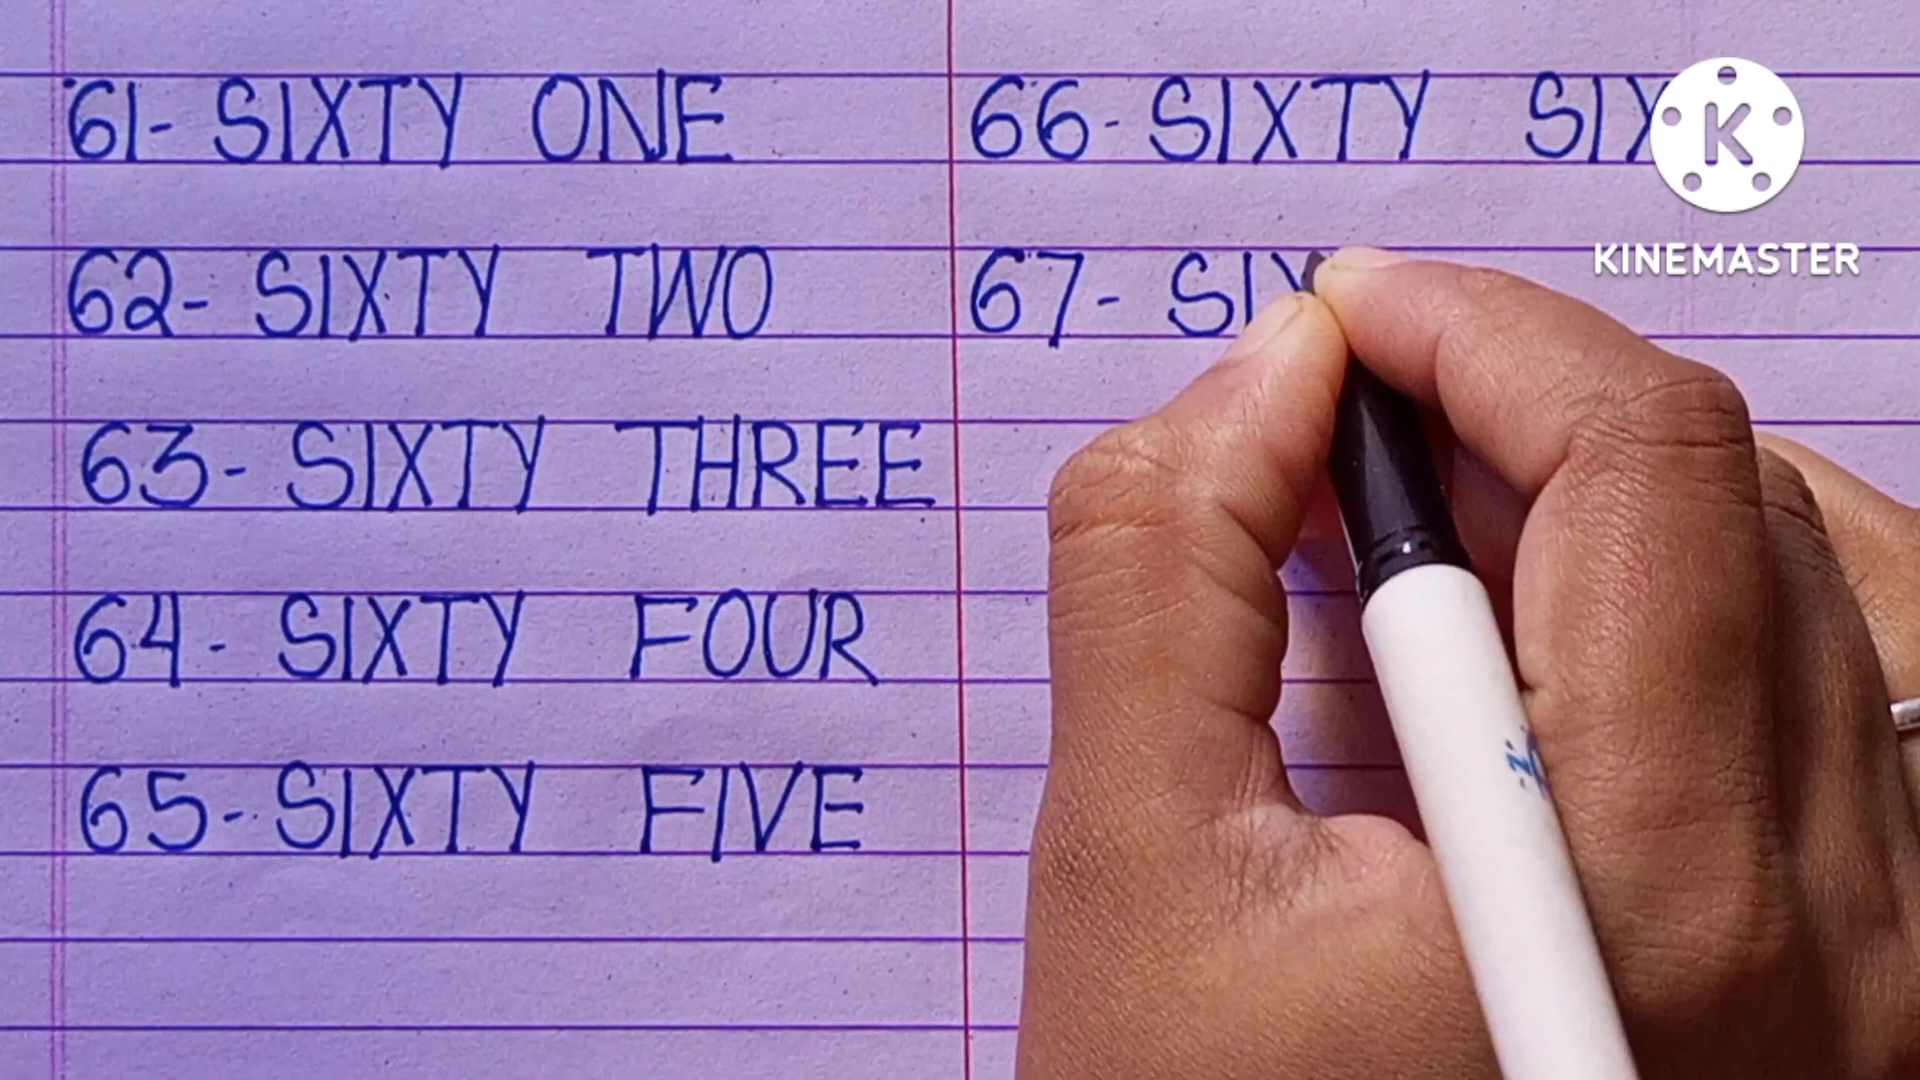 61- SIXTY ONE
62- SIXTY TWO
63- SIXTY THREE
64- SIXTY FOUR
65- SIXTY FIVE
66- SIXTY SIX
67-
K
KINEMASTER